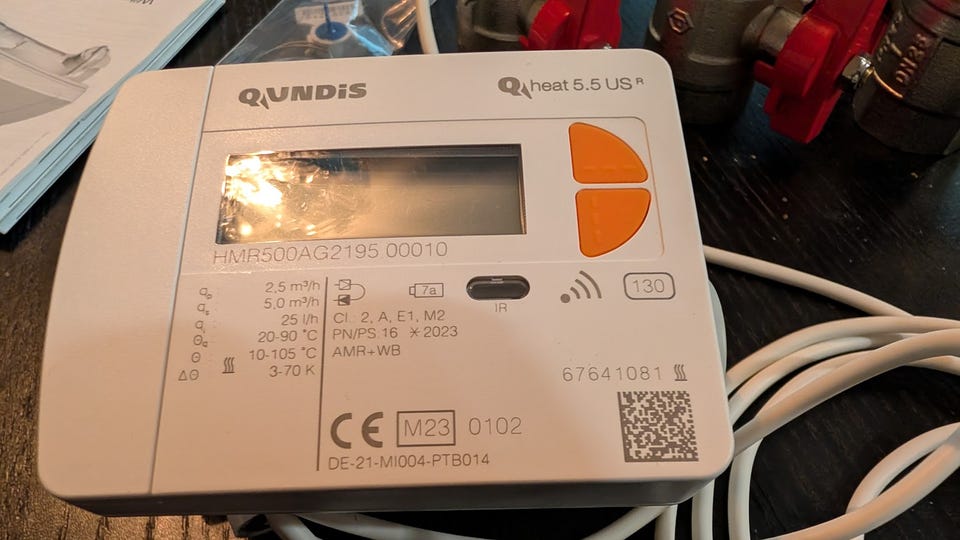 QUNDIS
Q heat 5.5 US R
HMR500AG2195 00010
qp 2,5 m³/h
qs 5,0 m³/h
qi 25 l/h
Θq 20-90 °C
Θ 10-105 °C
ΔΘ 3-70 K
7a
IR
130
Cl.: 2, A, E1, M2
PN/PS:16 2023
AMR+WB
67641081
CE M23 0102
DE-21-MI004-PTB014
DN32